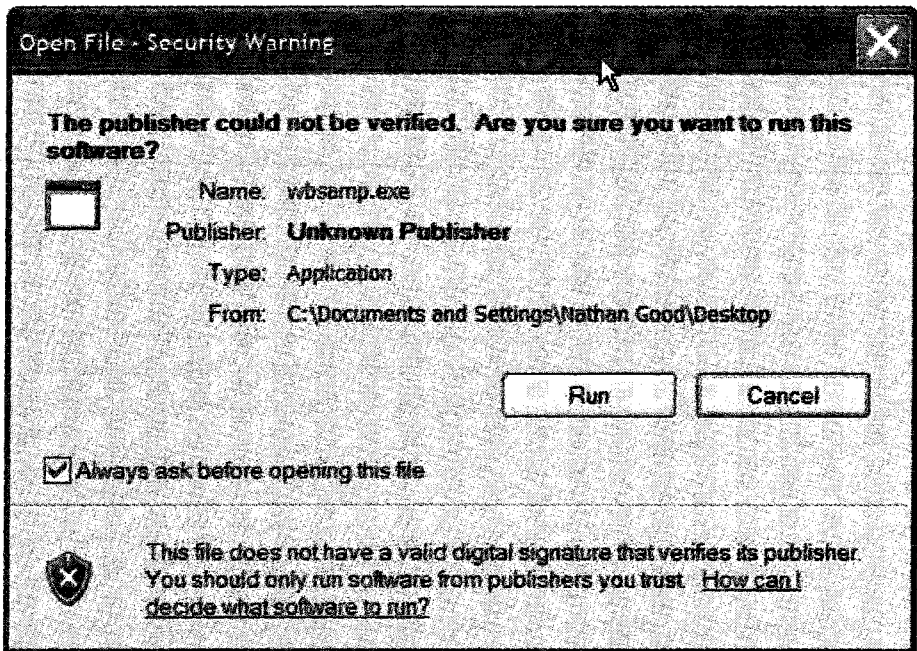 Open File - Security Warning
The publisher could not be verified. Are you sure you want to run this
software?
Name: wbsamp.exe
Publisher: Unknown Publisher
Type: Application
From: C:\Documents and Settings\Nathan Good\Desktop
Run Cancel
Always ask before opening this file
This file does not have a valid digital signature that verifies its publisher.
You should only run software from publishers you trust. How can I
decide what software to run?